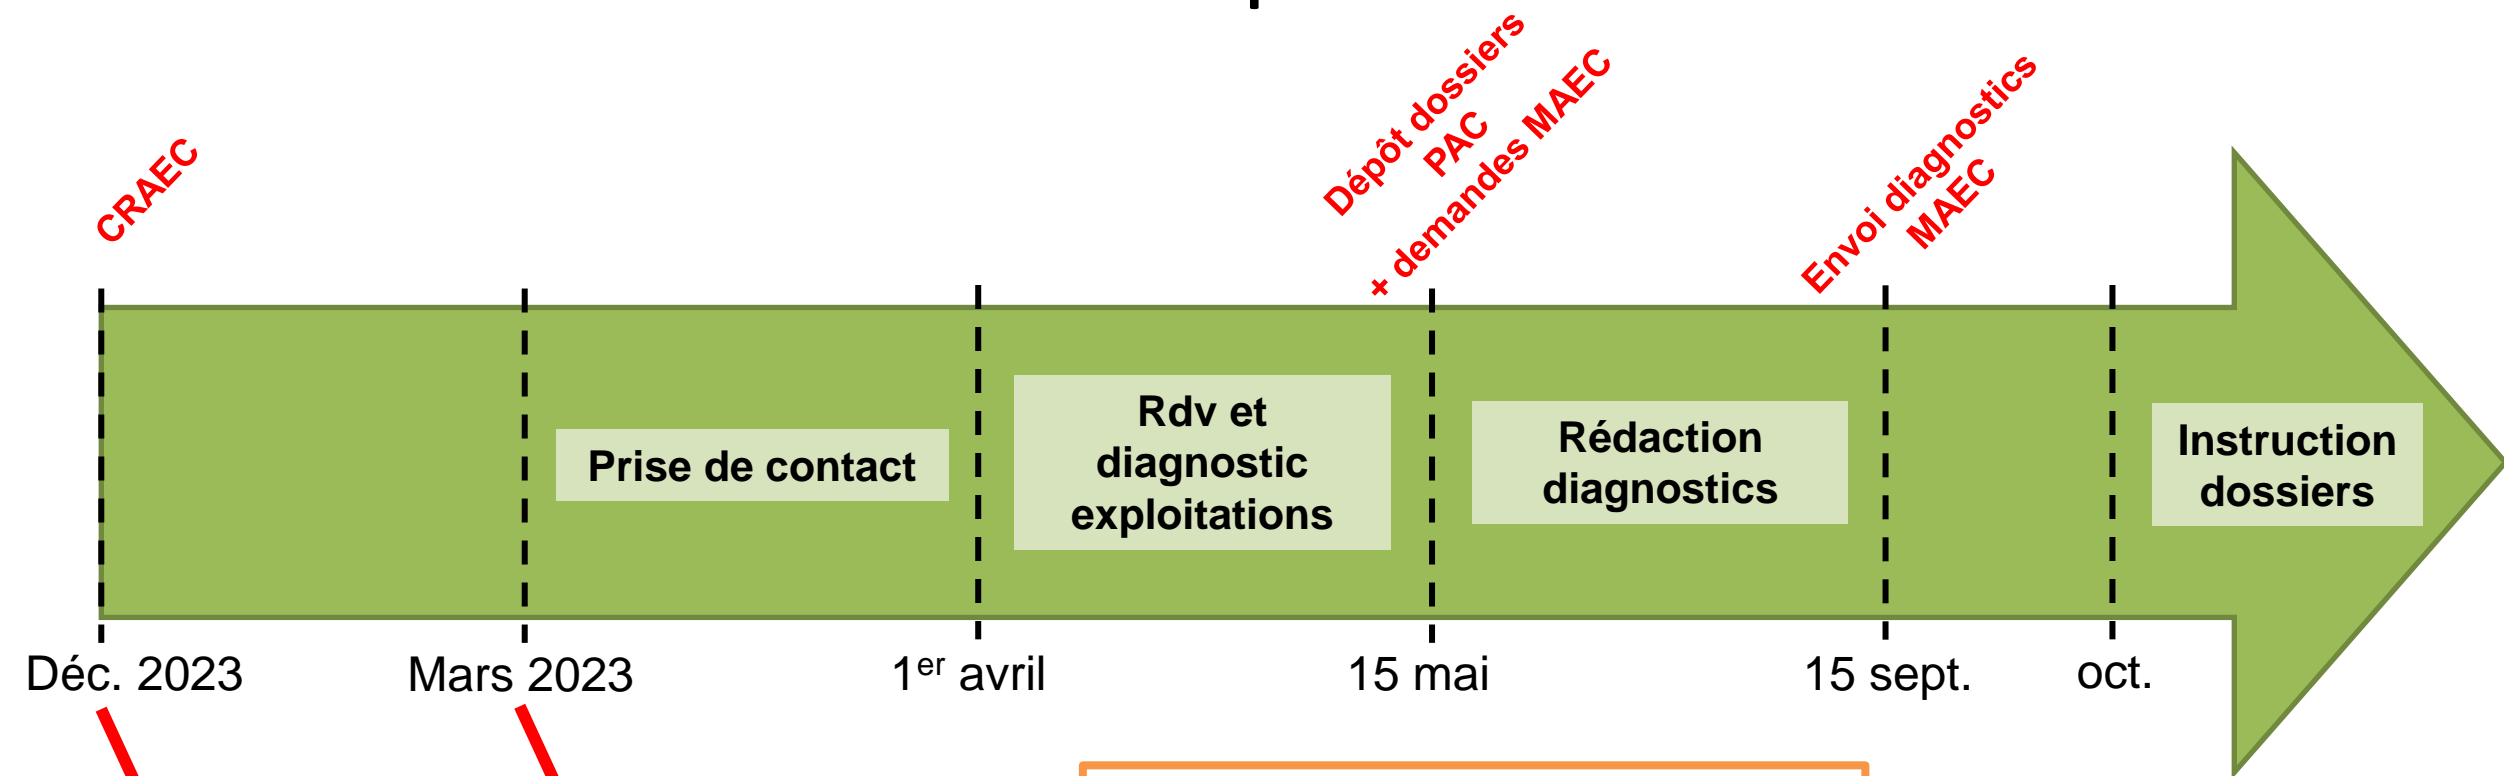 CRAEC
Dépôt dossiers
PAC
+ demandes MAEC
Envoi diagnostics
MAEC
Prise de contact
Rdv et
diagnostic
exploitations
Rédaction
diagnostics
Instruction
dossiers
Déc. 2023
Mars 2023
1er avril
15 mai
15 sept.
oct.